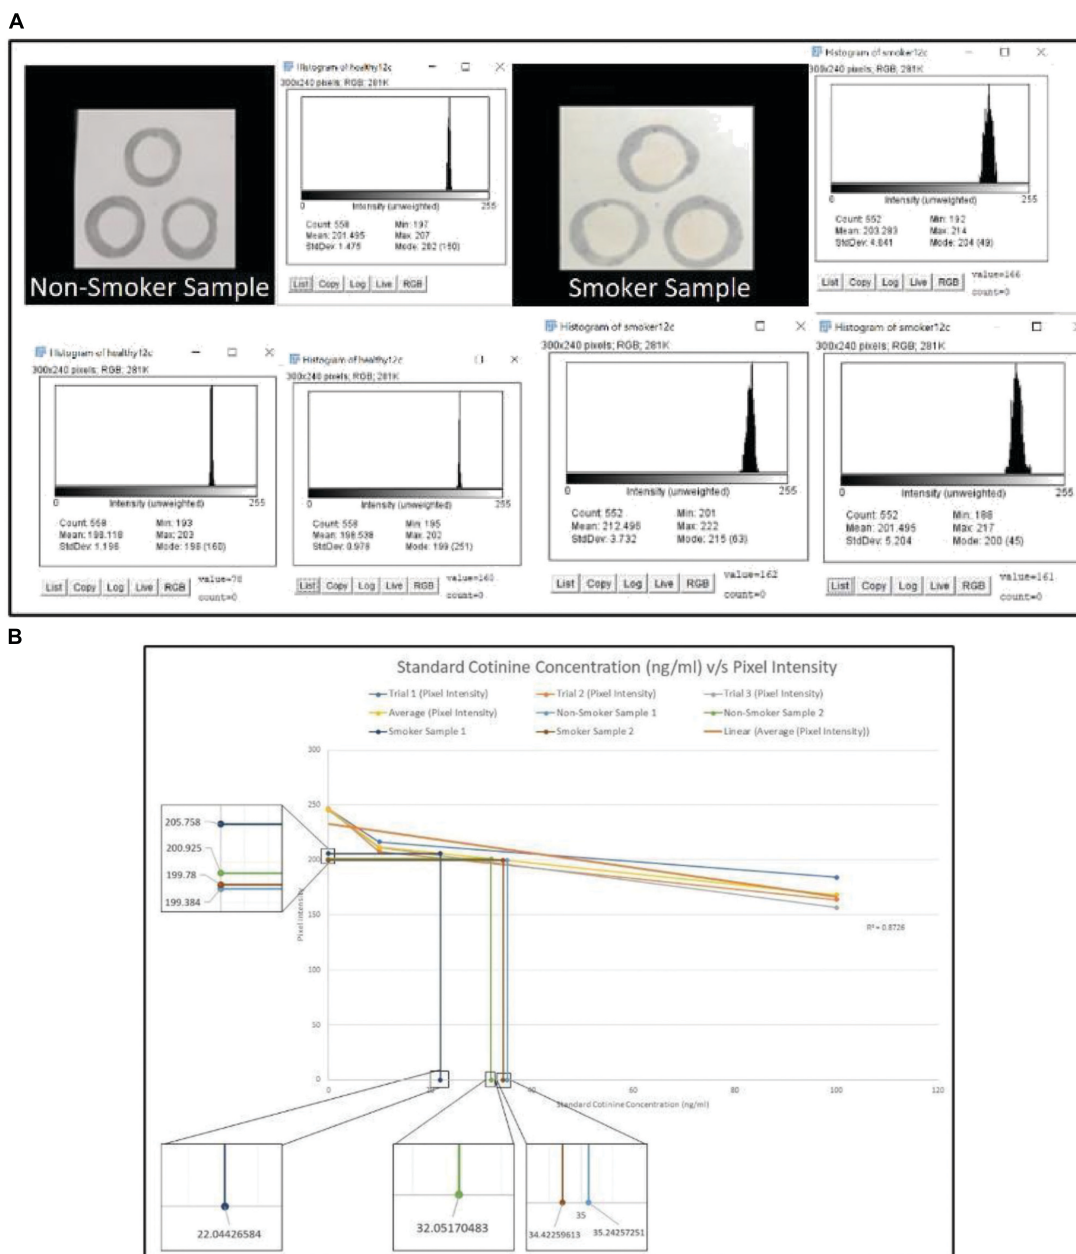 A
Histogram of healthy12c
300x240 pixels; RGB; 281K
0 255
Intensity (unweighted)
Count: 558 Min: 197
Mean: 201.495 Max: 207
StdDev: 1.475 Mode: 202 (150)
List Copy Log Live RGB
Non-Smoker Sample
Smoker Sample
Histogram of smoker12c
300x240 pixels; RGB; 281K
0 255
Intensity (unweighted)
Count: 552 Min: 192
Mean: 203.283 Max: 214
StdDev: 4.841 Mode: 204 (49)
List Copy Log Live RGB
value=166
count=0
Histogram of healthy12c
300x240 pixels; RGB; 281K
0 255
Intensity (unweighted)
Count: 558 Min: 193
Mean: 198.118 Max: 203
StdDev: 1.196 Mode: 198 (160)
List Copy Log Live RGB
value=78
count=0
Histogram of healthy12c
300x240 pixels; RGB; 281K
0 255
Intensity (unweighted)
Count: 558 Min: 195
Mean: 198.538 Max: 202
StdDev: 0.978 Mode: 199 (251)
List Copy Log Live RGB
value=160
count=0
Histogram of smoker12c
300x240 pixels; RGB; 281K
0 255
Intensity (unweighted)
Count: 552 Min: 201
Mean: 212.496 Max: 222
StdDev: 3.732 Mode: 215 (63)
List Copy Log Live RGB
value=162
count=0
Histogram of smoker12c
300x240 pixels; RGB; 281K
0 255
Intensity (unweighted)
Count: 552 Min: 188
Mean: 201.495 Max: 217
StdDev: 5.204 Mode: 200 (45)
List Copy Log Live RGB
value=161
count=0
B
Standard Cotinine Concentration (ng/ml) v/s Pixel Intensity
Trial 1 (Pixel Intensity) Trial 2 (Pixel Intensity) Trial 3 (Pixel Intensity)
Average (Pixel Intensity) Non-Smoker Sample 1 Non-Smoker Sample 2
Smoker Sample 1 Smoker Sample 2 Linear (Average (Pixel Intensity))
300
250
200
150
100
50
0
Pixel Intensity
205.758
200.925
199.78
199.384
R² = 0.8726
0 40 60 80 100 120
Standard Cotinine Concentration (ng/ml)
22.04426584
32.05170483
35
34.42259613 35.24257251